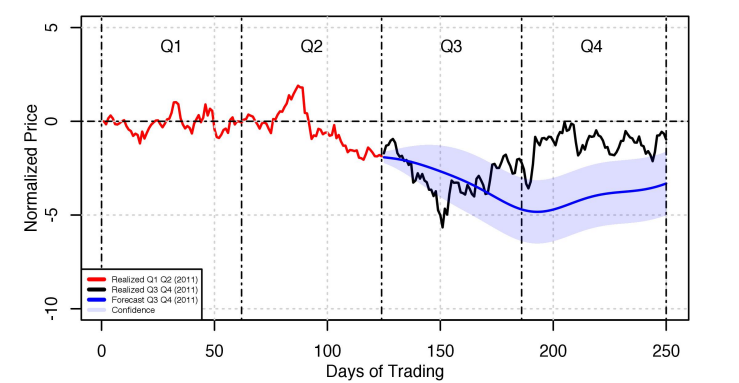 Q1 Q2 Q3 Q4
5
0
-5
-10
Normalized Price
Realized Q1 Q2 (2011)
Realized Q3 Q4 (2011)
Forecast Q3 Q4 (2011)
Confidence
0 50 100 150 200 250
Days of Trading